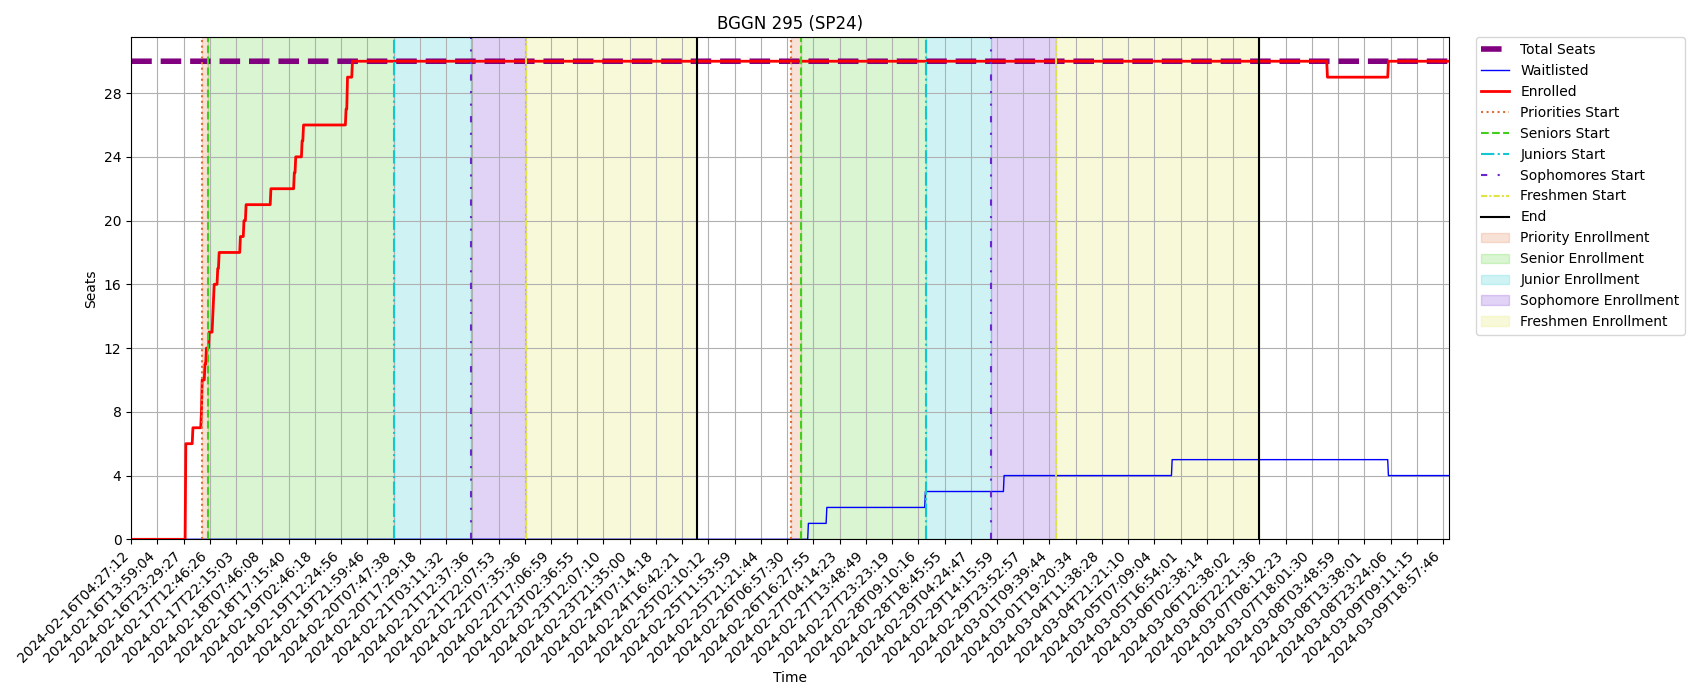 BGGN 295 (SP24)
Seats
28
24
20
16
12
8
4
0
2024-02-16T04:27:12
2024-02-16T13:59:04
2024-02-16T23:29:27
2024-02-17T12:46:26
2024-02-17T22:15:03
2024-02-18T07:46:08
2024-02-18T17:15:40
2024-02-19T02:46:18
2024-02-19T12:24:56
2024-02-19T21:59:46
2024-02-20T07:47:38
2024-02-20T17:29:18
2024-02-21T03:11:32
2024-02-21T12:37:36
2024-02-21T22:07:53
2024-02-22T07:35:36
2024-02-22T17:06:59
2024-02-23T02:36:55
2024-02-23T12:07:10
2024-02-23T21:35:00
2024-02-24T07:14:18
2024-02-24T16:42:21
2024-02-25T02:10:12
2024-02-25T11:53:59
2024-02-25T21:21:44
2024-02-26T06:57:30
2024-02-26T16:27:55
2024-02-27T04:14:23
2024-02-27T13:48:49
2024-02-27T23:23:19
2024-02-28T09:10:16
2024-02-28T18:45:55
2024-02-29T04:24:47
2024-02-29T14:15:59
2024-02-29T23:52:57
2024-03-01T09:39:44
2024-03-01T19:20:34
2024-03-04T11:38:28
2024-03-04T21:21:10
2024-03-05T07:09:04
2024-03-05T16:54:01
2024-03-06T02:38:14
2024-03-06T12:38:02
2024-03-06T22:21:36
2024-03-07T08:12:23
2024-03-07T18:01:30
2024-03-08T03:48:59
2024-03-08T13:38:01
2024-03-08T23:24:06
2024-03-09T09:11:15
2024-03-09T18:57:46
Time
Total Seats
Waitlisted
Enrolled
Priorities Start
Seniors Start
Juniors Start
Sophomores Start
Freshmen Start
End
Priority Enrollment
Senior Enrollment
Junior Enrollment
Sophomore Enrollment
Freshmen Enrollment